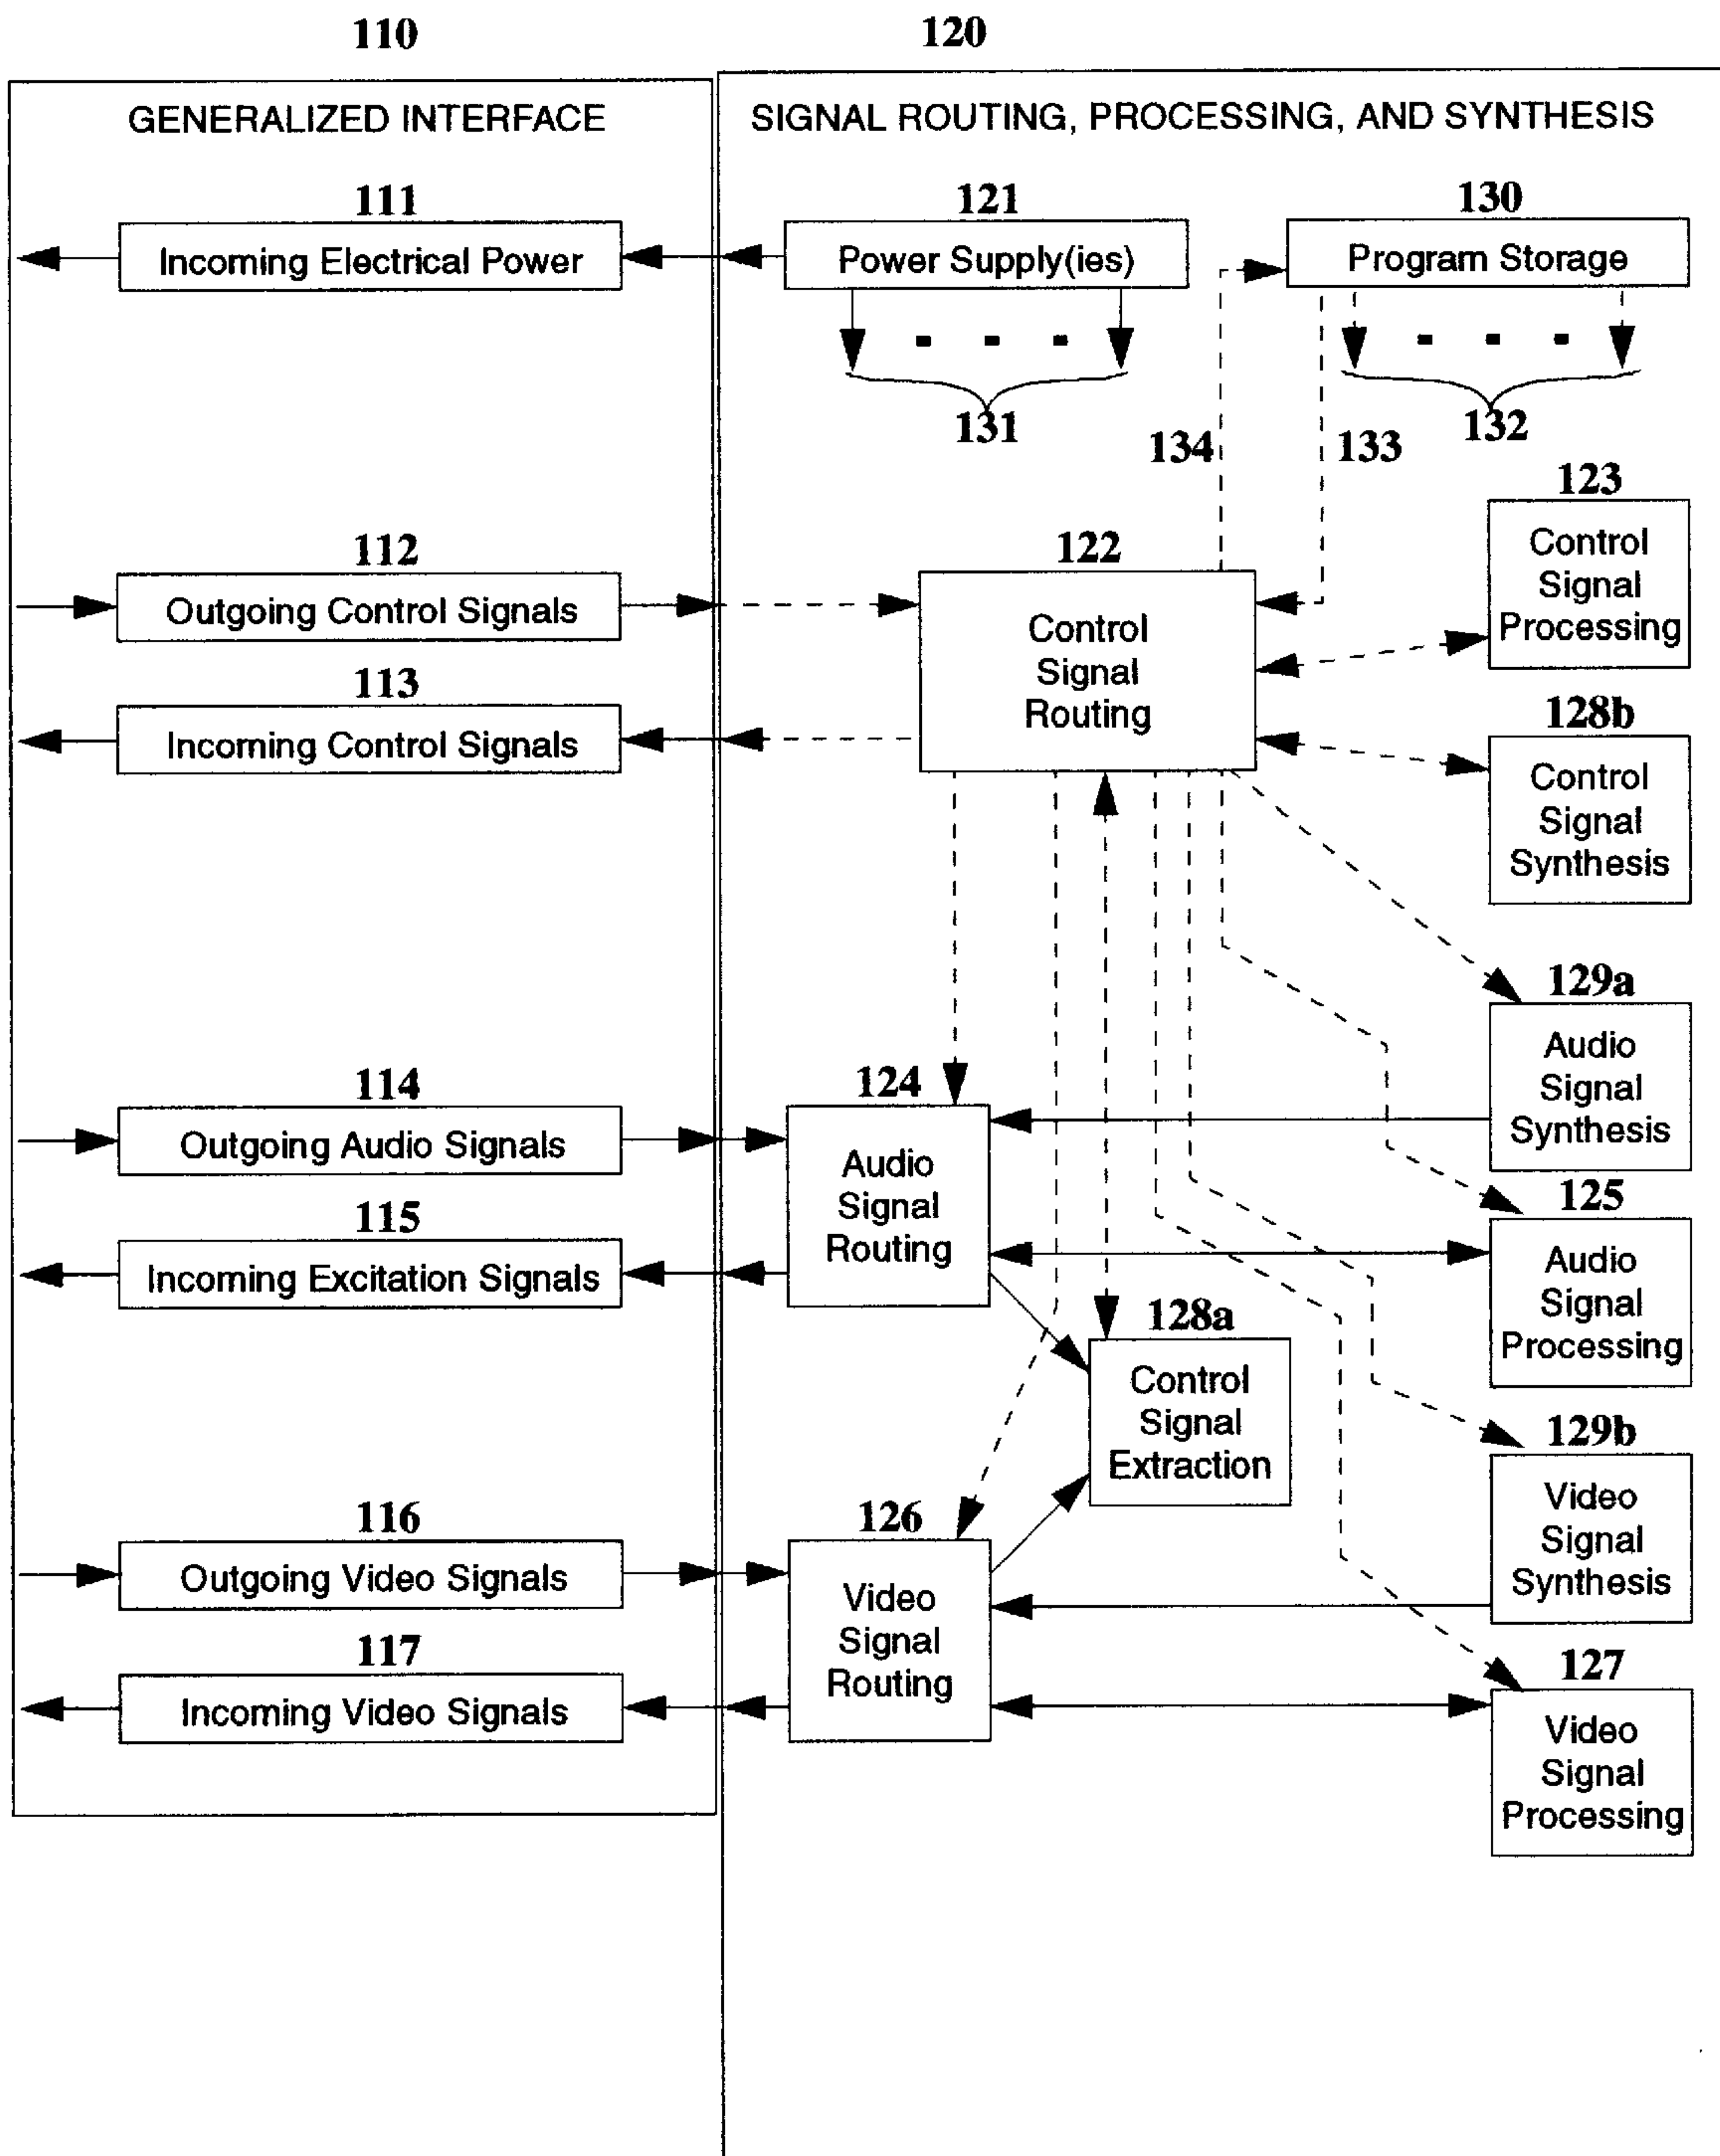 110
120
GENERALIZED INTERFACE
SIGNAL ROUTING, PROCESSING, AND SYNTHESIS
111
Incoming Electrical Power
121
Power Supply(ies)
130
Program Storage
131
132
134
133
112
Outgoing Control Signals
113
Incoming Control Signals
122
Control
Signal
Routing
123
Control
Signal
Processing
128b
Control
Signal
Synthesis
129a
Audio
Signal
Synthesis
114
Outgoing Audio Signals
115
Incoming Excitation Signals
124
Audio
Signal
Routing
125
Audio
Signal
Processing
128a
Control
Signal
Extraction
129b
Video
Signal
Synthesis
116
Outgoing Video Signals
117
Incoming Video Signals
126
Video
Signal
Routing
127
Video
Signal
Processing